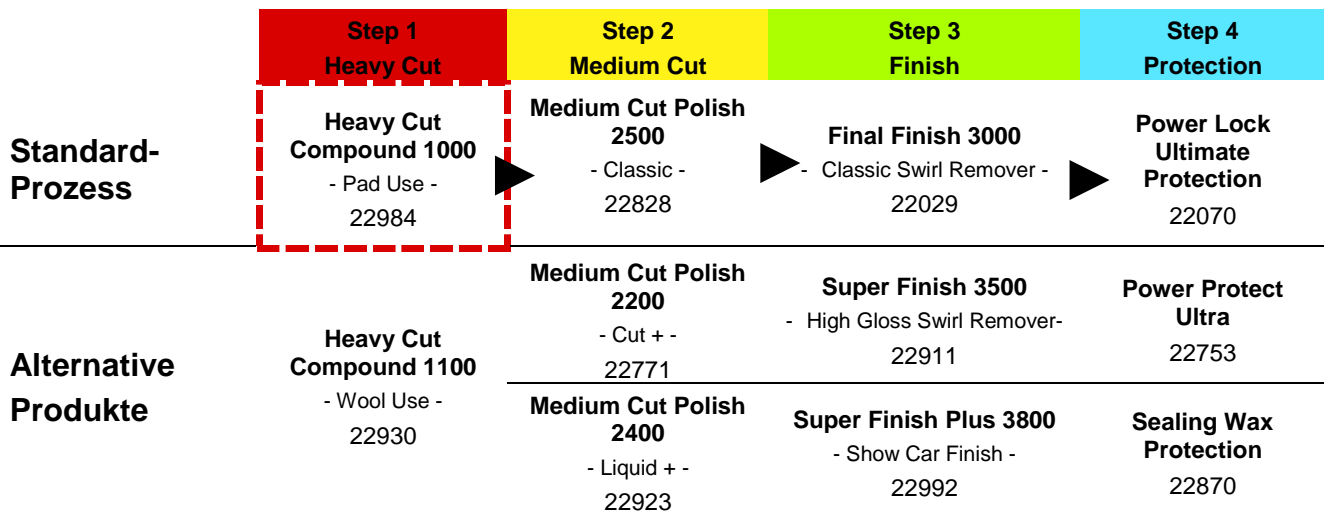 Step 1
Heavy Cut
Step 2
Medium Cut
Step 3
Finish
Step 4
Protection
Standard-
Prozess
Heavy Cut
Compound 1000
- Pad Use -
22984
Medium Cut Polish
2500
- Classic -
22828
Final Finish 3000
- Classic Swirl Remover -
22029
Power Lock
Ultimate
Protection
22070
Alternative
Produkte
Heavy Cut
Compound 1100
- Wool Use -
22930
Medium Cut Polish
2200
- Cut + -
22771
Super Finish 3500
- High Gloss Swirl Remover-
22911
Power Protect
Ultra
22753
Medium Cut Polish
2400
- Liquid + -
22923
Super Finish Plus 3800
- Show Car Finish -
22992
Sealing Wax
Protection
22870